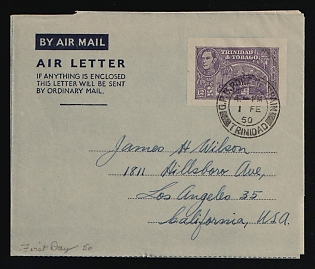 BY AIR MAIL
AIR LETTER
IF ANYTHING IS ENCLOSED
THIS LETTER WILL BE SENT
BY ORDINARY MAIL.
TRINIDAD
& TOBAGO
1 FE
50
TRINIDAD
James H Wilson
1811 Hillsboro Ave,
Los Angeles 35
California, U.S.A.
First Day 50